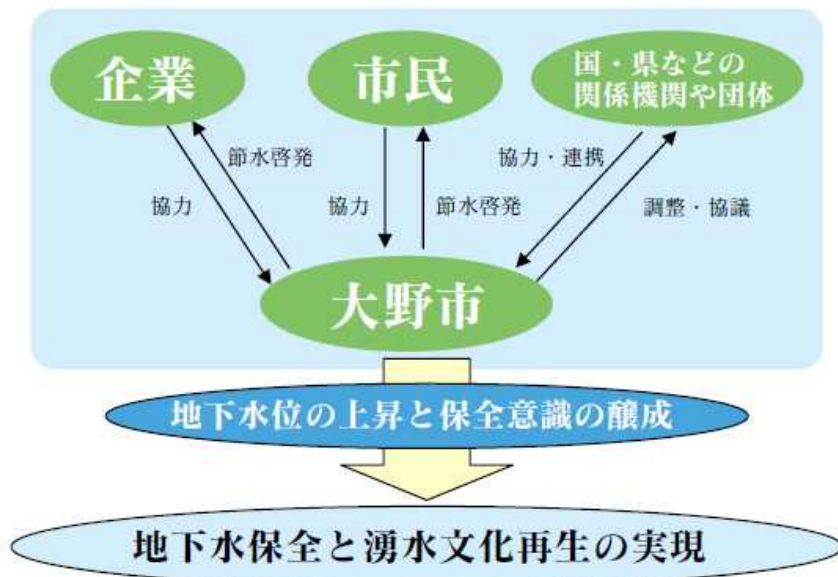 企業
市民
国・県などの
関係機関や団体
節水啓発
協力・連携
協力
協力
節水啓発
調整・協議
大野市
地下水位の上昇と保全意識の醸成
地下水保全と湧水文化再生の実現